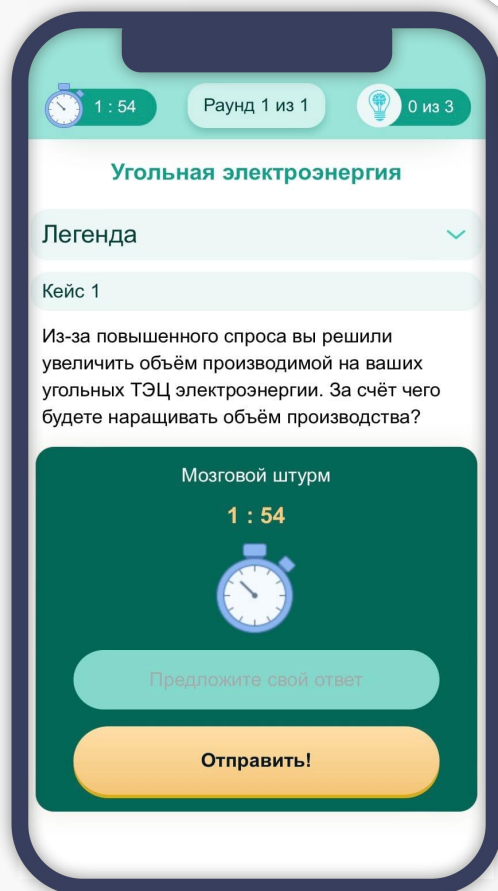 1 : 54
Раунд 1 из 1
0 из 3
Угольная электроэнергия
Легенда
Кейс 1
Из-за повышенного спроса вы решили
увеличить объём производимой на ваших
угольных ТЭЦ электроэнергии. За счёт чего
будете наращивать объём производства?
Мозговой штурм
1 : 54
Предложите свой ответ
Отправить!